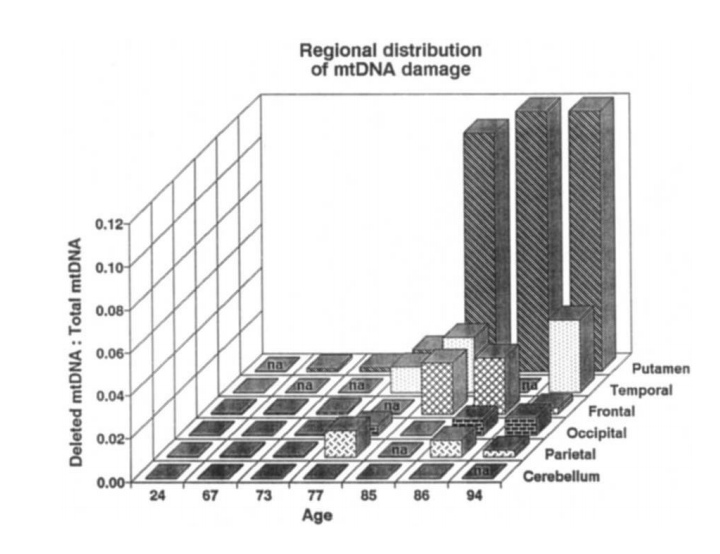 Regional distribution
of mtDNA damage
Deleted mtDNA : Total mtDNA
0.12
0.10
0.08
0.06
0.04
0.02
0.00
na
na na na
na
na
na
Putamen
Temporal
Frontal
Occipital
Parietal
Cerebellum
24 67 73 77 85 86 94
Age